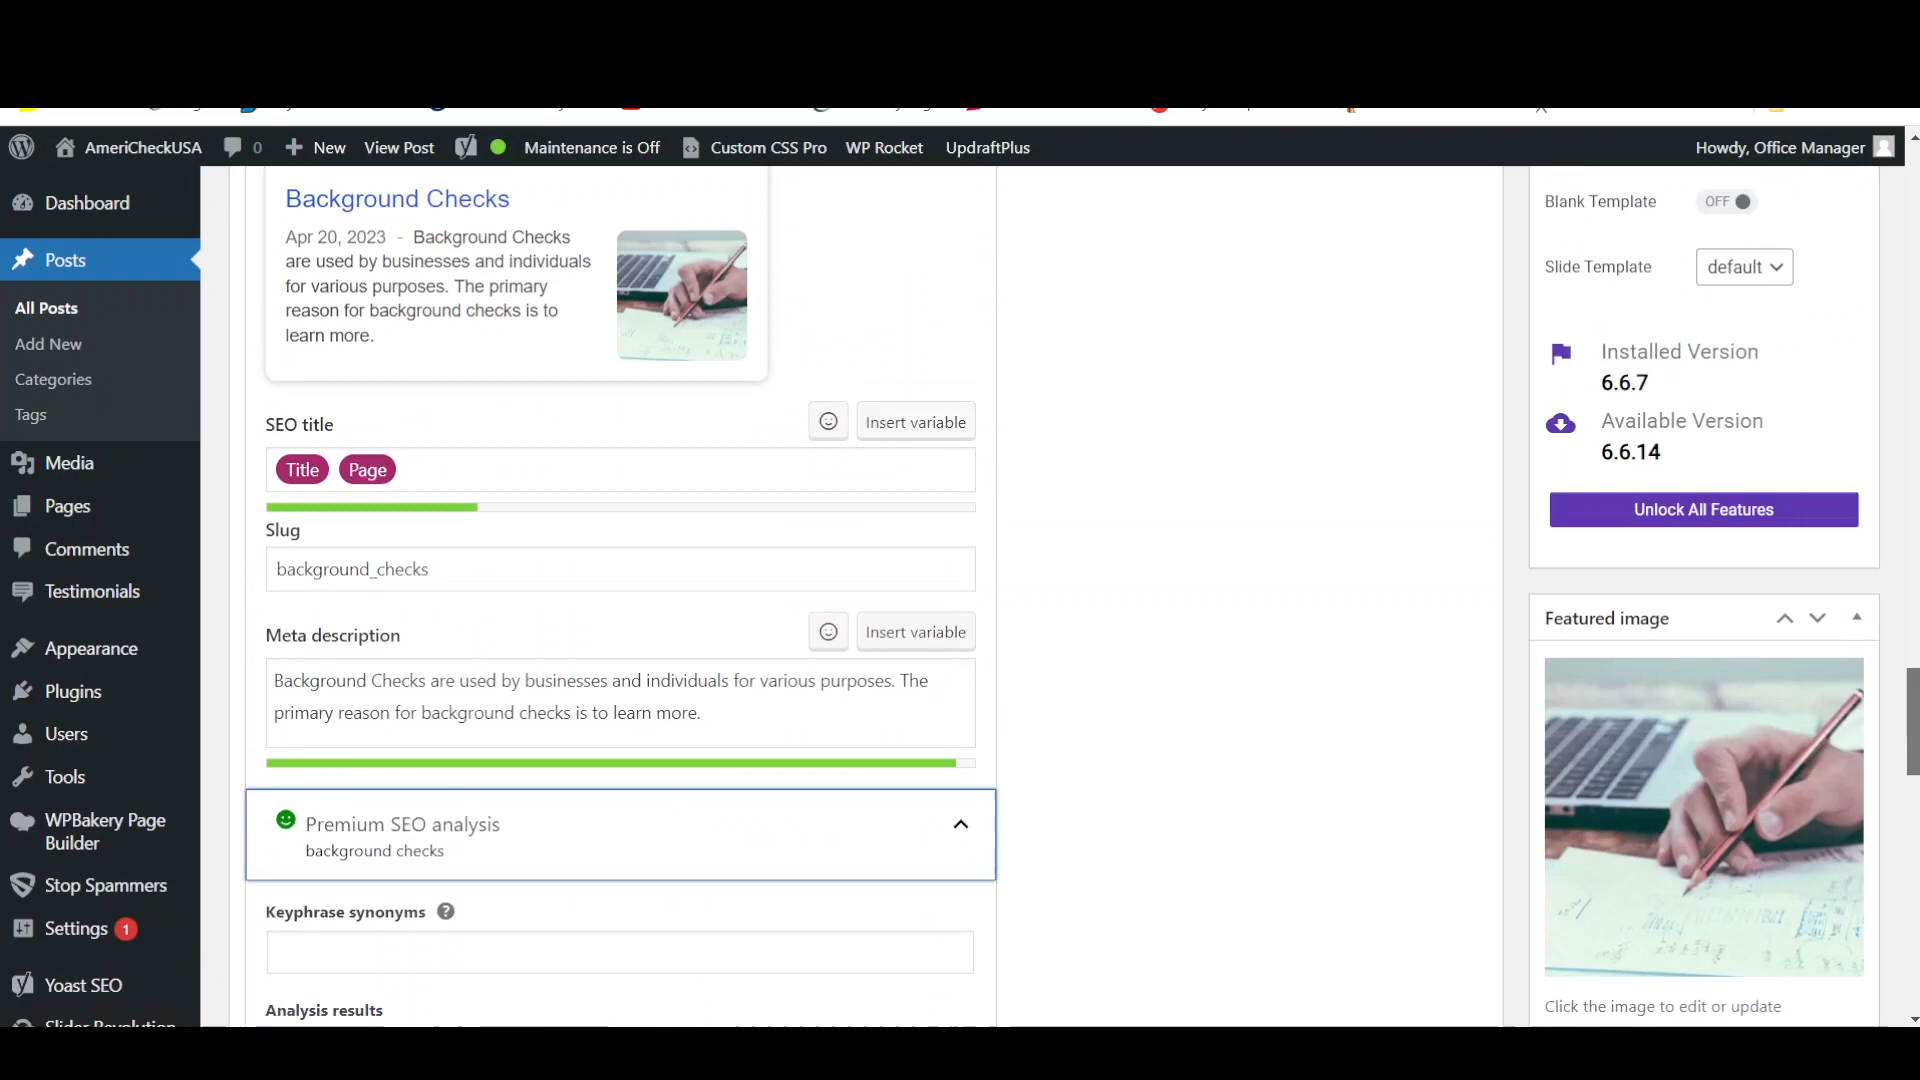 AmeriCheckUSA 0 New View Post Maintenance is Off Custom CSS Pro WP Rocket UpdraftPlus Howdy, Office Manager
Dashboard
Posts
All Posts
Add New
Categories
Tags
Media
Pages
Comments
Testimonials
Appearance
Plugins
Users
Tools
WPBakery Page
Builder
Stop Spammers
Settings 1
Yoast SEO
Slider Revolution
Background Checks
Apr 20, 2023 - Background Checks
are used by businesses and individuals
for various purposes. The primary
reason for background checks is to
learn more.
SEO title
Insert variable
Title Page
Slug
background_checks
Meta description
Insert variable
Background Checks are used by businesses and individuals for various purposes. The
primary reason for background checks is to learn more.
Premium SEO analysis
background checks
Keyphrase synonyms ?
Analysis results
Blank Template OFF
Slide Template default
Installed Version
6.6.7
Available Version
6.6.14
Unlock All Features
Featured image
Click the image to edit or update